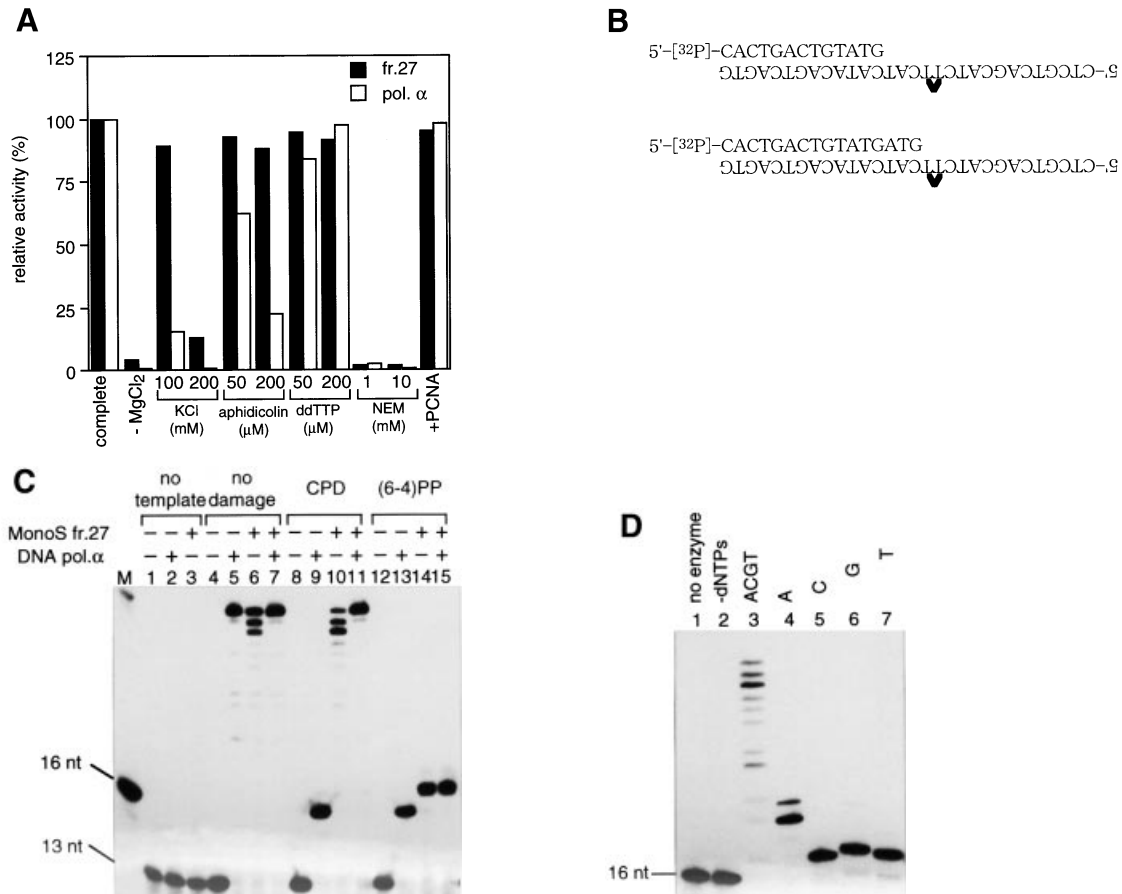 A
125
100
75
50
25
0
relative activity (%)
fr.27
pol. α
complete
- MgCl2
100 200
KCl
(mM)
50 200
aphidicolin
(μM)
50 200
ddTTP
(μM)
1 10
NEM
(mM)
+PCNA
B
5'-[32P]-CACTGACTGTATG
5'-CTCGTCAGCATCTTCATCATACAGTCAGTG
5'-[32P]-CACTGACTGTATGATG
5'-CTCGTCAGCATCTTCATCATACAGTCAGTG
C
no template
no damage
CPD
(6-4)PP
MonoS fr.27 − − + − − + + − − + + − − + +
DNA pol.α − + − − + − + − + − + − + − +
M 1 2 3 4 5 6 7 8 9 10 11 12 13 14 15
16 nt
13 nt
D
no enzyme
-dNTPs
ACGT
A
C
G
T
1 2 3 4 5 6 7
16 nt